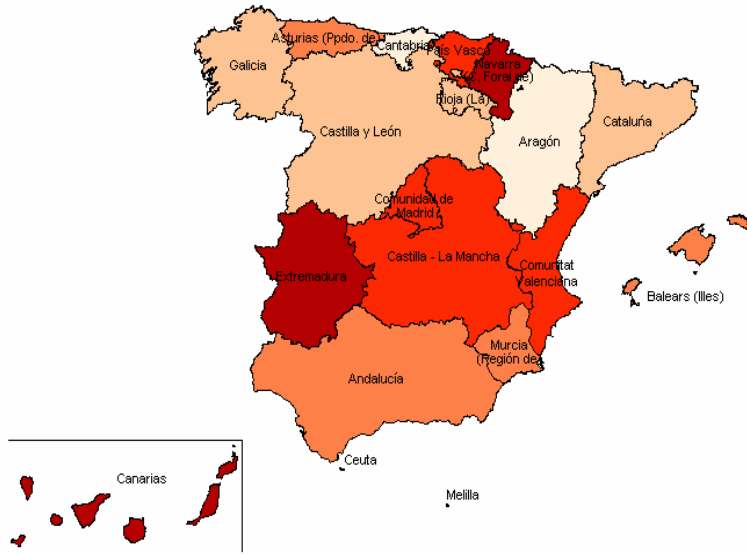 Asturias (Ppdo. de
Cantabria
País Vasco
Galicia
Navarra
(C. Foral de)
Rioja (La)
Cataluña
Castilla y León
Aragón
Comunidad de
Madrid
Castilla - La Mancha
Extremadura
Comunitat
Valenciana
Balears (Illes)
Murcia
(Región de
Andalucía
Ceuta
Canarias
Melilla